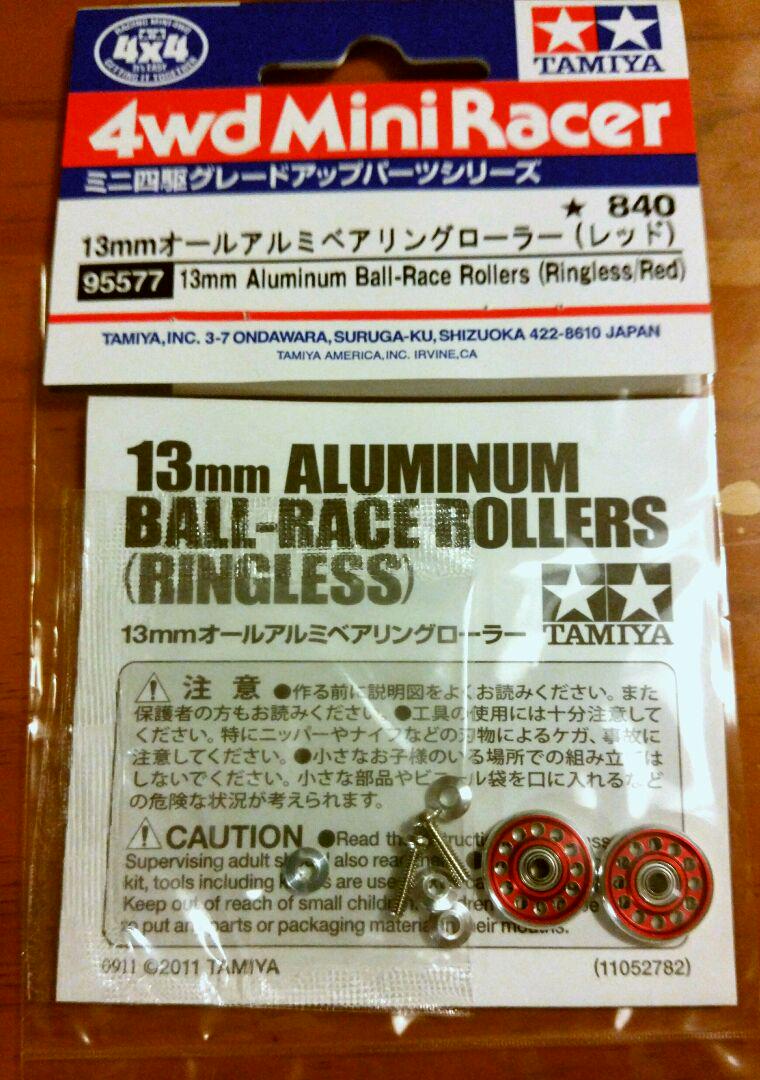 RACING MINI 4WD
4x4
IT'S EASY
GETTING IT TOGETHER
TAMIYA
4wd Mini Racer
ミニ四駆グレードアップパーツシリーズ
★ 840
13mmオールアルミベアリングローラー(レッド)
95577 13mm Aluminum Ball-Race Rollers (Ringless/Red)
TAMIYA,INC. 3-7 ONDAWARA,SURUGA-KU,SHIZUOKA 422-8610 JAPAN
TAMIYA AMERICA,INC. IRVINE,CA
13mm ALUMINUM
BALL-RACE ROLLERS
(RINGLESS)
TAMIYA
13mmオールアルミベアリングローラー
注意 ●作る前に説明図をよくお読みください。また
保護者の方もお読みください。●工具の使用には十分注意して
ください。特にニッパーやナイフなどの刃物によるケガ、事故に
注意してください。●小さなお子様のいる場所での組み立ては
しないでください。小さな部品やビニール袋を口に入れるなど
の危険な状況が考えられます。
CAUTION ●Read
Supervising adult also
kit, tools including are
Keep out of reach of small
to put parts or packaging their mouths.
0911 ©2011 TAMIYA
(11052782)